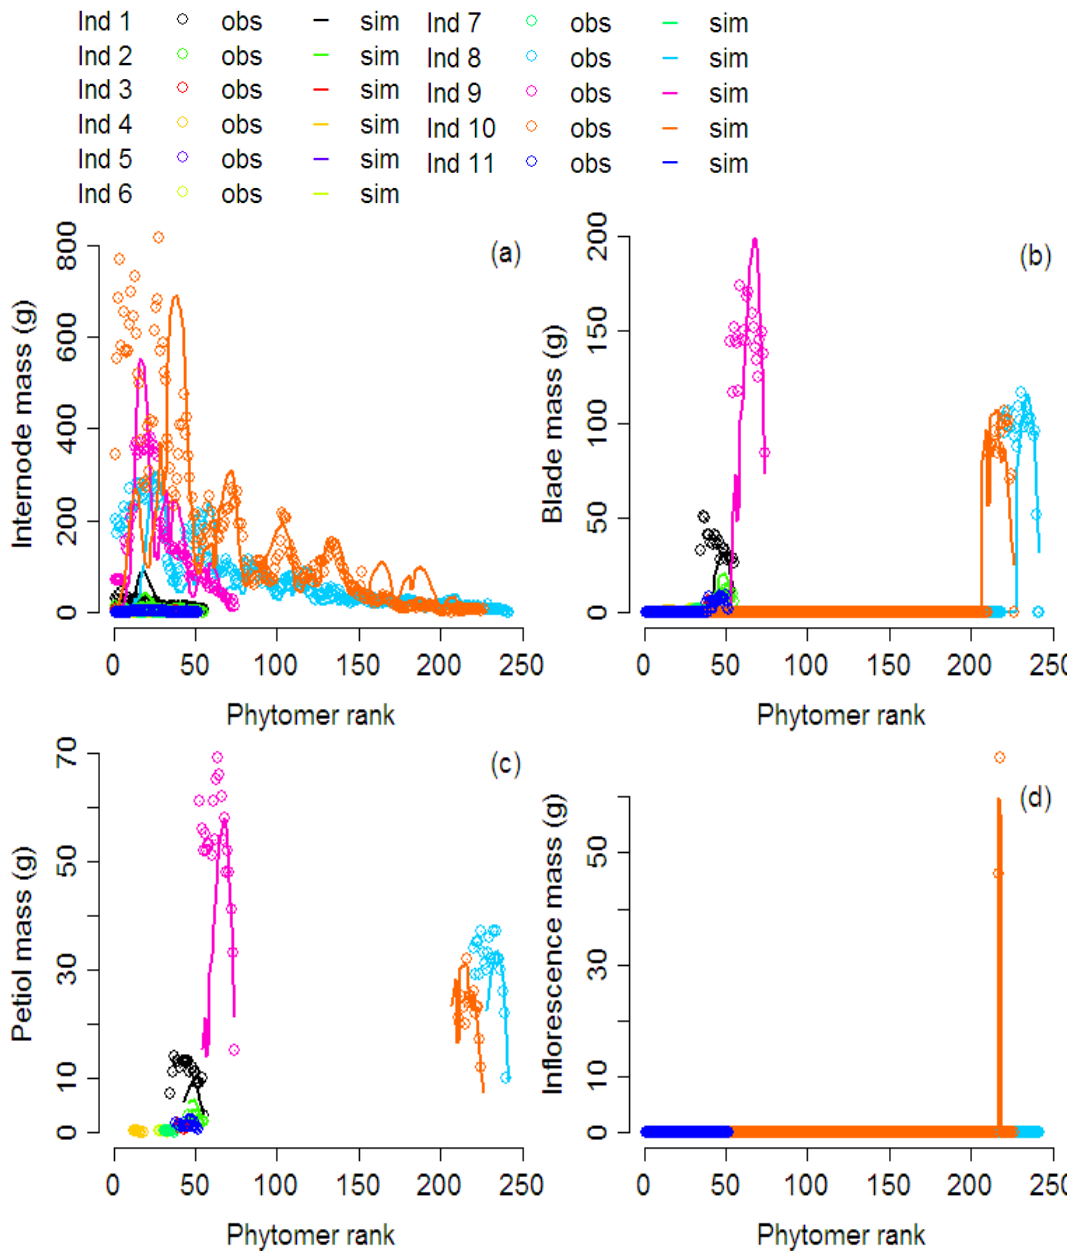 Ind 1 obs sim Ind 7 obs sim
Ind 2 obs sim Ind 8 obs sim
Ind 3 obs sim Ind 9 obs sim
Ind 4 obs sim Ind 10 obs sim
Ind 5 obs sim Ind 11 obs sim
Ind 6 obs sim
(a)
Internode mass (g)
0 200 400 600 800
0 50 100 150 200 250
Phytomer rank
(b)
Blade mass (g)
0 50 100 150 200
0 50 100 150 200 250
Phytomer rank
(c)
Petiol mass (g)
0 10 30 50 70
0 50 100 150 200 250
Phytomer rank
(d)
Inflorescence mass (g)
0 10 30 50
0 50 100 150 200 250
Phytomer rank